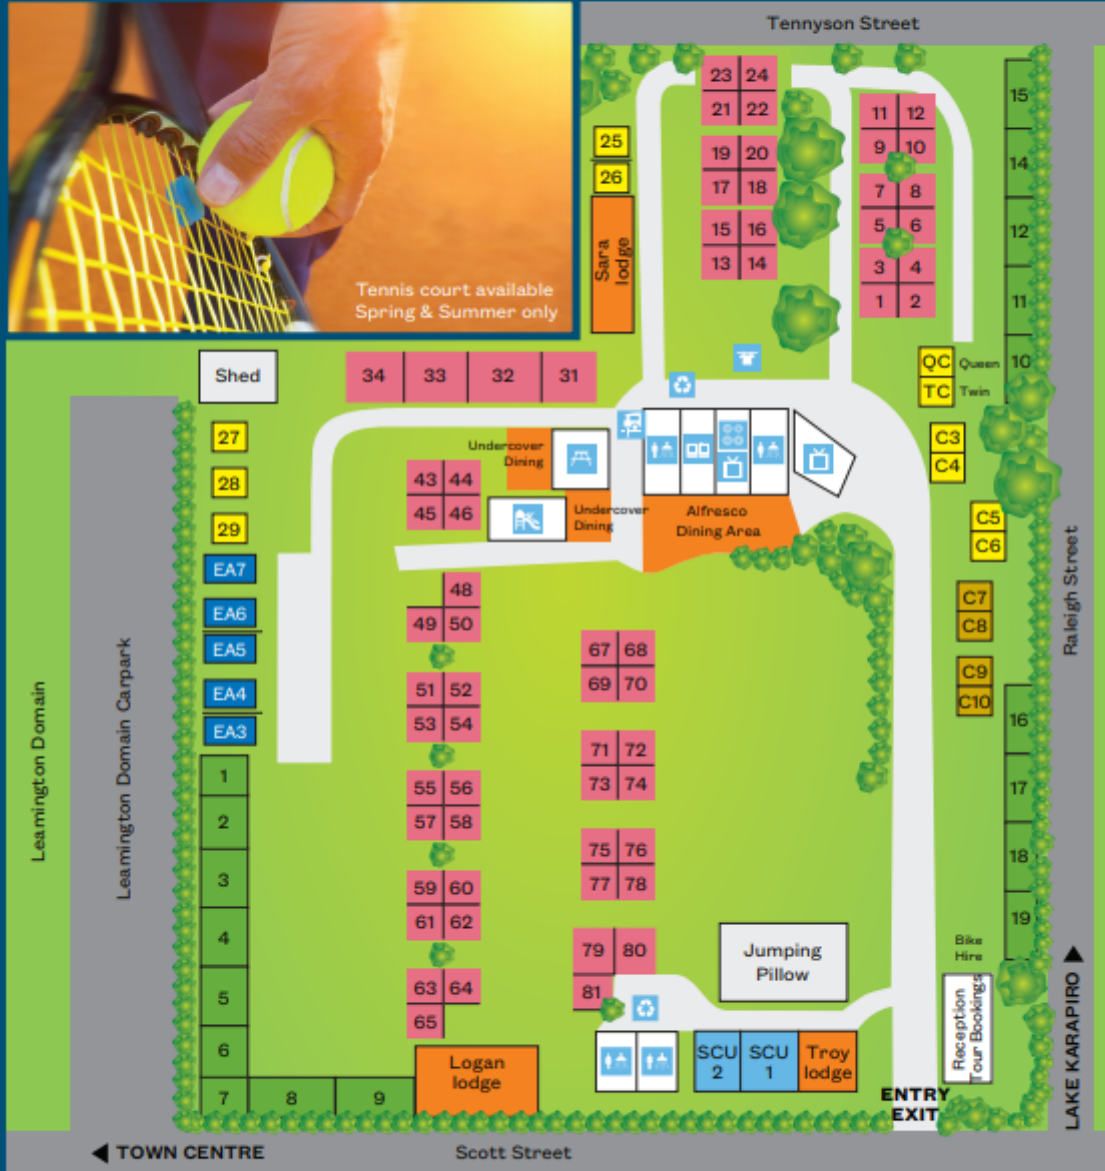 Tennyson Street
Tennis court available
Spring & Summer only
23 24
21 22
19 20
17 18
15 16
13 14
11 12
9 10
7 8
5 6
3 4
1 2
15
14
12
11
10
25
26
Sara
lodge
QC Queen
TC Twin
C3
C4
C5
C6
C7
C8
C9
C10
Shed
34 33 32 31
27
28
29
EA7
EA6
EA5
EA4
EA3
Undercover
Dining
Undercover
Dining
Alfresco
Dining Area
43 44
45 46
48
49 50
51 52
53 54
55 56
57 58
59 60
61 62
63 64
65
67 68
69 70
71 72
73 74
75 76
77 78
79 80
81
1
2
3
4
5
6
7 8 9
16
17
18
19
Logan
lodge
Jumping
Pillow
SCU
2
SCU
1
Troy
lodge
Bike
Hire
Reception
Tour Bookings
ENTRY
EXIT
Leamington Domain
Leamington Domain Carpark
Raleigh Street
LAKE KARAPIRO
TOWN CENTRE
Scott Street